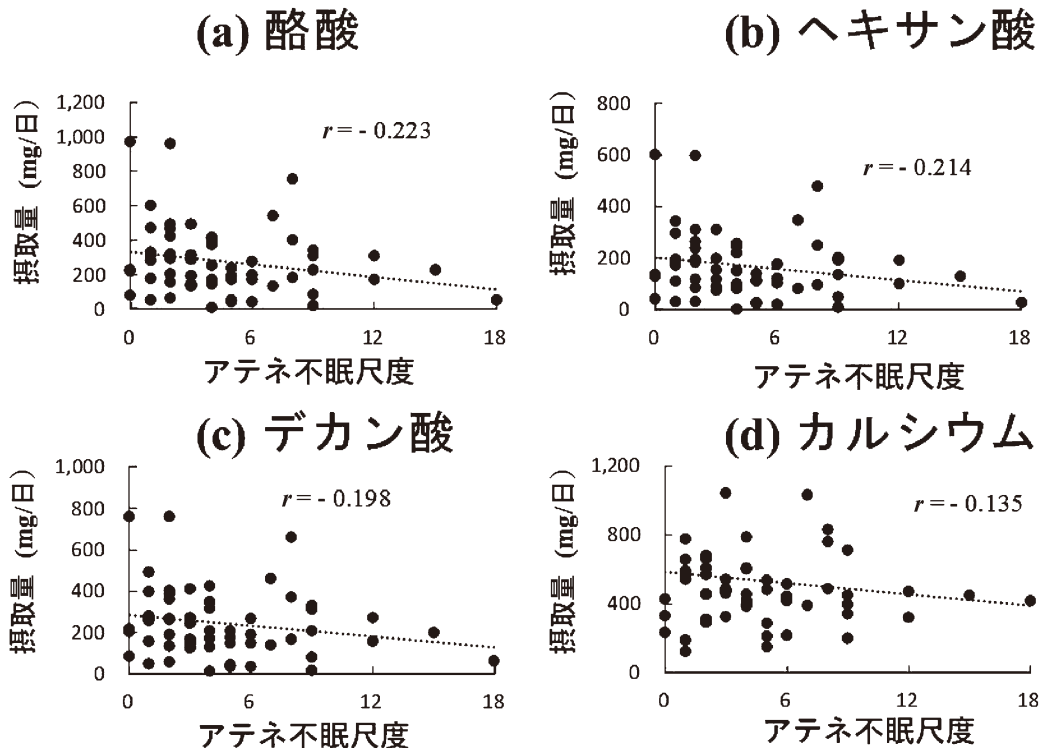 (a) 酪酸
摂取量 (mg/日)
1,200
1,000
800
600
400
200
0
r = - 0.223
0 6 12 18
アテネ不眠尺度
(b) ヘキサン酸
摂取量 (mg/日)
800
600
400
200
0
r = - 0.214
0 6 12 18
アテネ不眠尺度
(c) デカン酸
摂取量 (mg/日)
1,000
800
600
400
200
0
r = - 0.198
0 6 12 18
アテネ不眠尺度
(d) カルシウム
摂取量 (mg/日)
1,200
800
400
0
r = - 0.135
0 6 12 18
アテネ不眠尺度